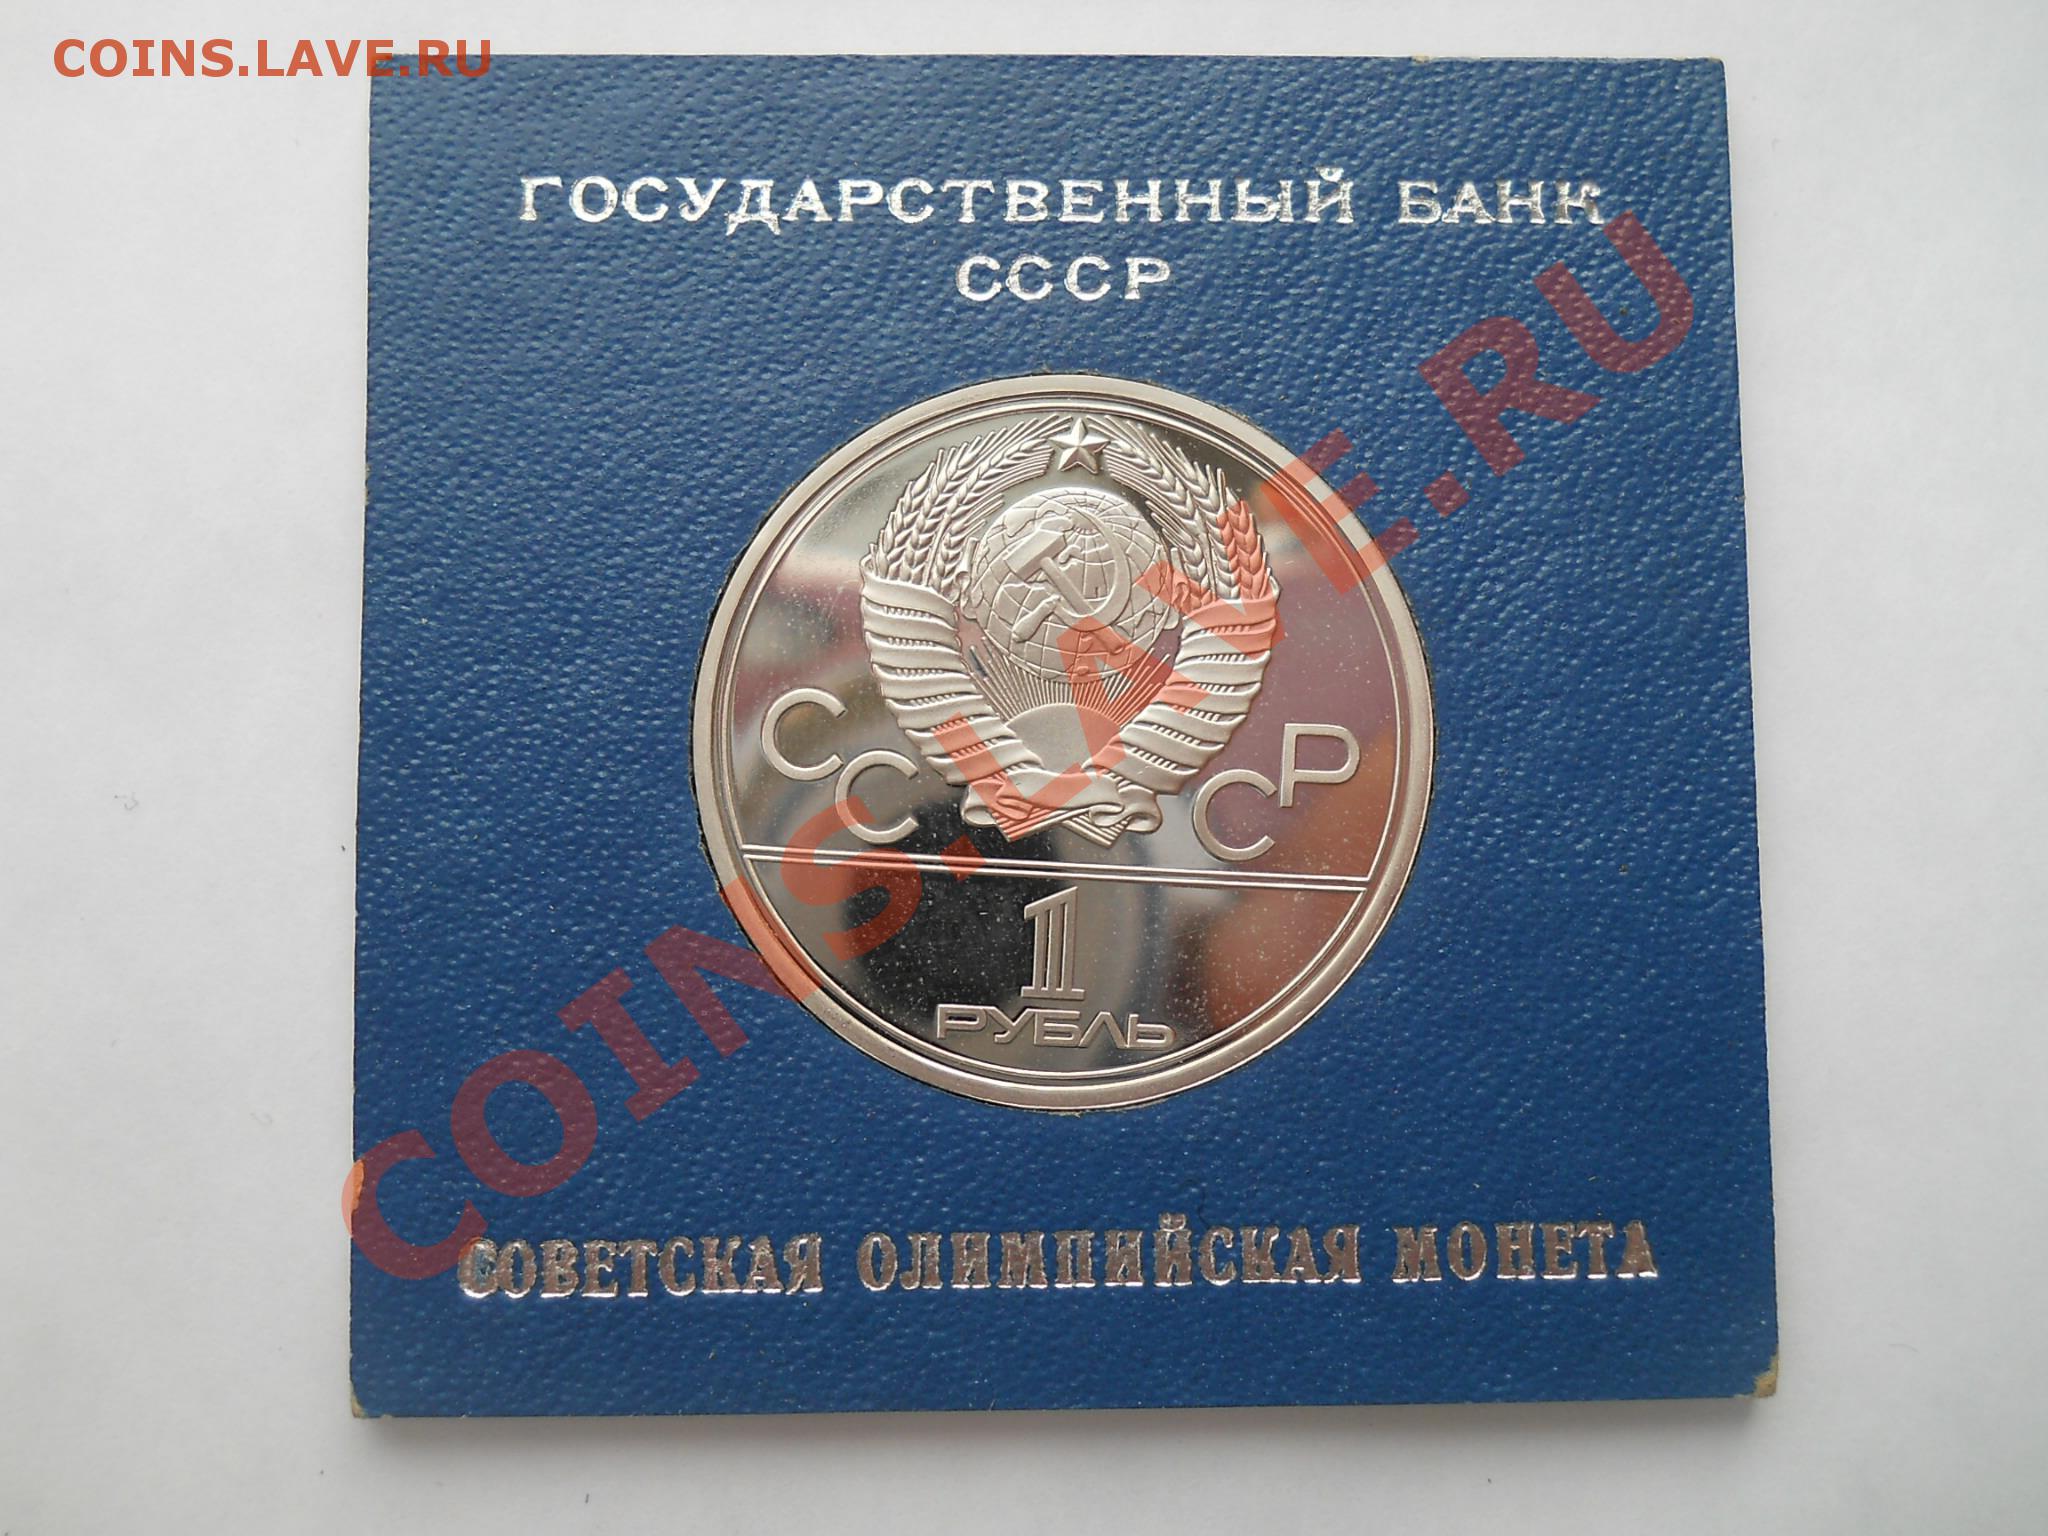 COINS.LAVE.RU
ГОСУДАРСТВЕННЫЙ БАНК
СССР
COINS.LAVE.RU
СССР
1
РУБЛЬ
СОВЕТСКАЯ ОЛИМПИЙСКАЯ МОНЕТА